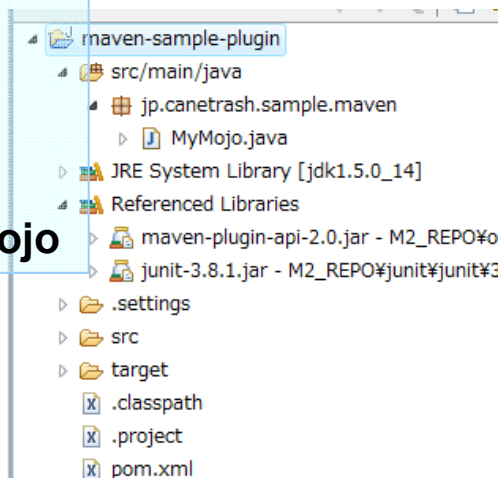 maven-sample-plugin
src/main/java
jp.canetrash.sample.maven
MyMojo.java
JRE System Library [jdk1.5.0_14]
Referenced Libraries
ojo
maven-plugin-api-2.0.jar - M2_REPO¥o
junit-3.8.1.jar - M2_REPO¥junit¥junit¥3
.settings
src
target
.classpath
.project
pom.xml